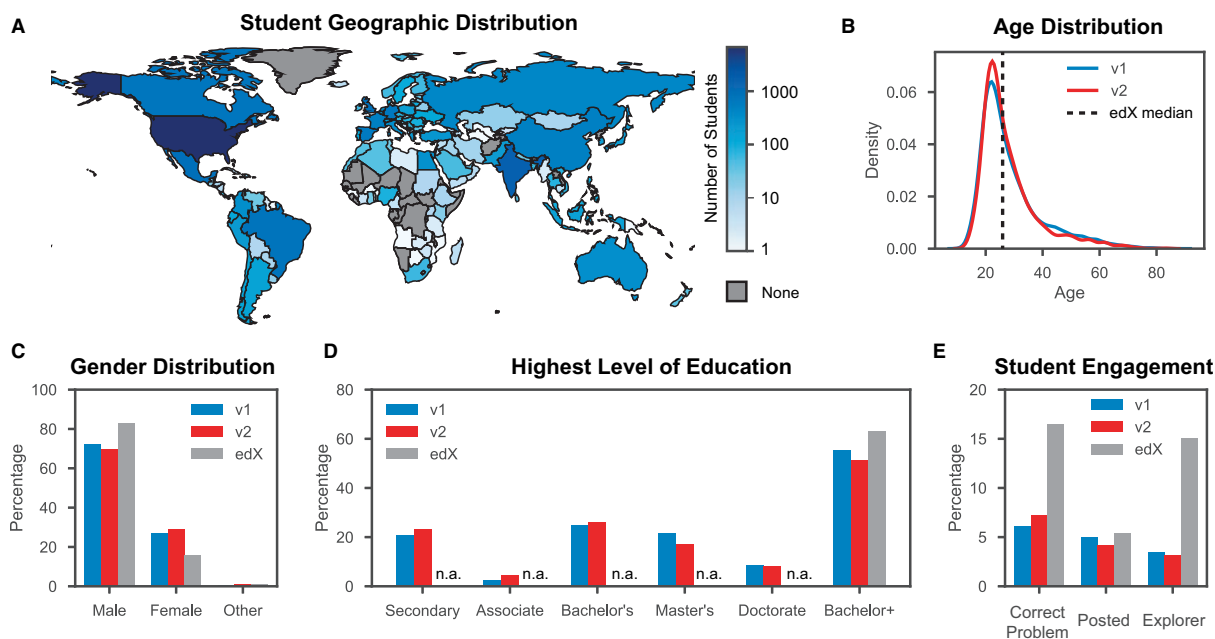 A
Student Geographic Distribution
Number of Students
1000
100
10
1
None
B
Age Distribution
v1
v2
edX median
Density
0.06
0.04
0.02
0.00
20
40
60
80
Age
C
Gender Distribution
v1
v2
edX
Percentage
100
80
60
40
20
0
Male
Female
Other
D
Highest Level of Education
v1
v2
edX
Percentage
80
60
40
20
0
n.a.
n.a.
n.a.
n.a.
n.a.
Secondary
Associate
Bachelor's
Master's
Doctorate
Bachelor+
E
Student Engagement
v1
v2
edX
Percentage
20
15
10
5
0
Correct
Problem
Posted
Explorer